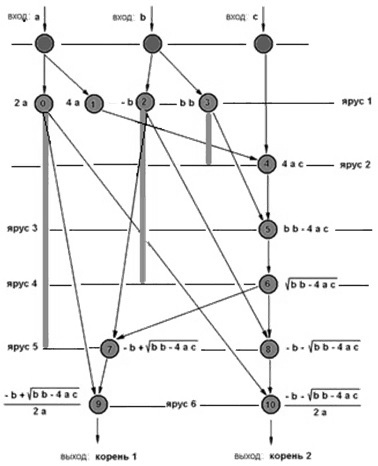 вход: a вход: b вход: c
2 a 0 4 a 1 - b 2 b b 3 ярус 1
4 4 a c ярус 2
ярус 3 5 b b - 4 a c
ярус 4 6 √b b - 4 a c
ярус 5 7 - b + √b b - 4 a c 8 - b - √b b - 4 a c
- b + √b b - 4 a c 9 ярус 6 10 - b - √b b - 4 a c
2 a 2 a
выход: корень 1 выход: корень 2